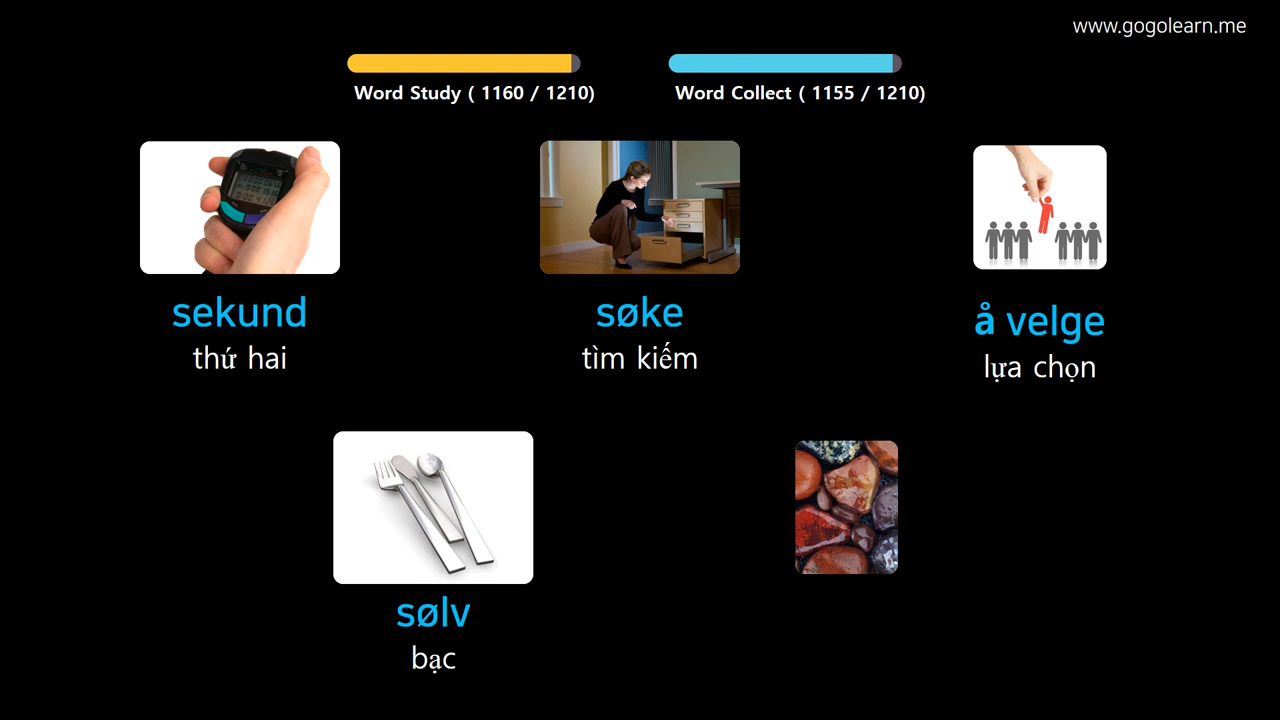 www.gogolearn.me
Word Study ( 1160 / 1210)
Word Collect ( 1155 / 1210)
sekund
thứ hai
søke
tìm kiếm
å velge
lựa chọn
sølv
bạc